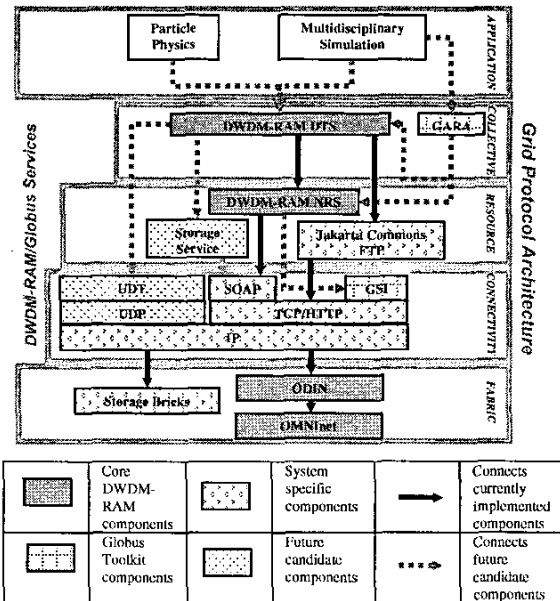 Particle
Physics
Multidisciplinary
Simulation
APPLICATION
DWDM-RAM DTS
GARA
COLLECTIVE
DWDM-RAM/Globus Services
Grid Protocol Architecture
DWDM-RAM NRS
Storage
Service
Jakarta Commons
FTP
RESOURCE
UDT
SOAP
GSI
UDP
TCP/HTTP
IP
CONNECTIVITY
Storage Bricks
ODIN
OMNInet
FABRIC
Core
DWDM-
RAM
components
System
specific
components
Connects
currently
implemented
components
Globus
Toolkit
components
Future
candidate
components
Connects
future
candidate
components